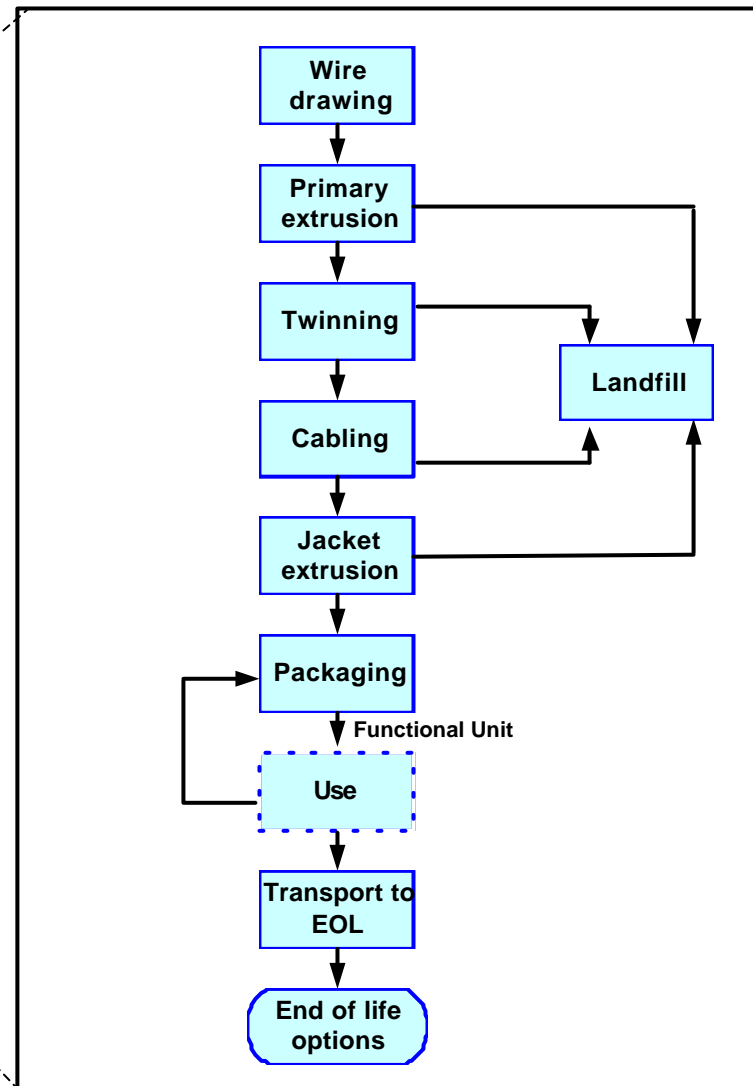 Wire
drawing
Primary
extrusion
Twinning
Landfill
Cabling
Jacket
extrusion
Packaging
Functional Unit
Use
Transport to
EOL
End of life
options